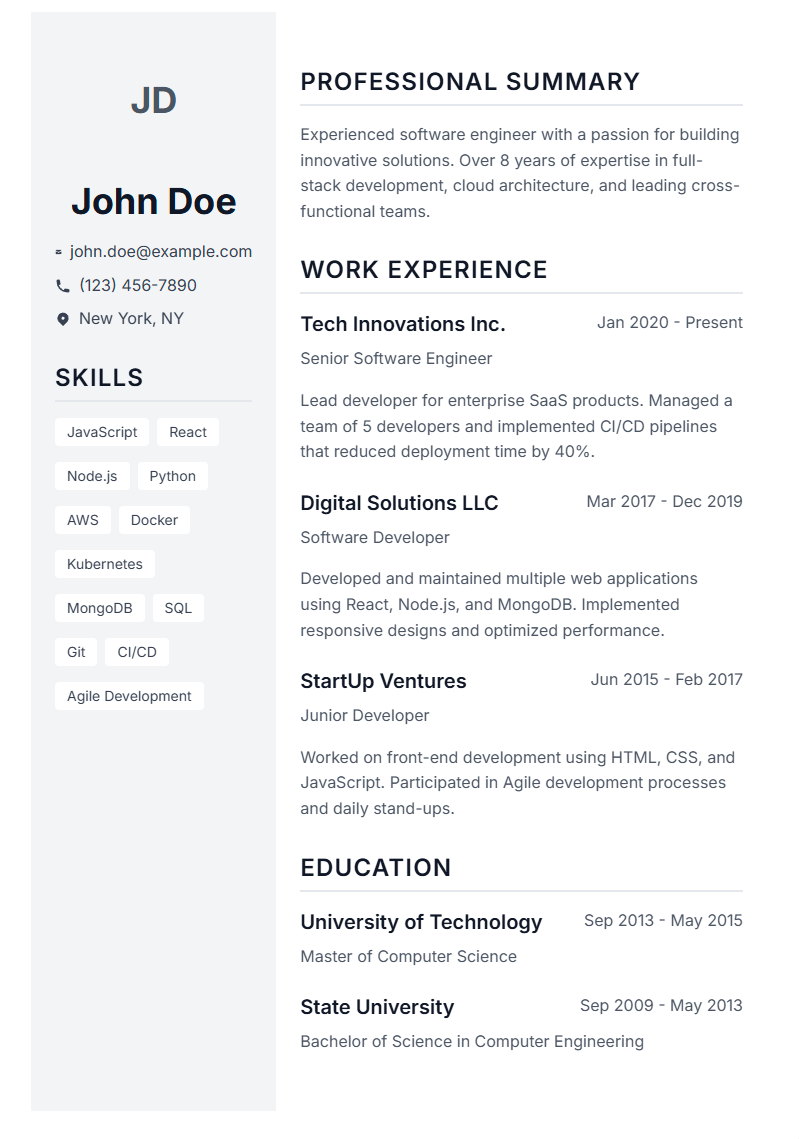 JD
John Doe
john.doe@example.com
(123) 456-7890
New York, NY
SKILLS
JavaScript React
Node.js Python
AWS Docker
Kubernetes
MongoDB SQL
Git CI/CD
Agile Development
PROFESSIONAL SUMMARY
Experienced software engineer with a passion for building
innovative solutions. Over 8 years of expertise in full-
stack development, cloud architecture, and leading cross-
functional teams.
WORK EXPERIENCE
Tech Innovations Inc. Jan 2020 - Present
Senior Software Engineer
Lead developer for enterprise SaaS products. Managed a
team of 5 developers and implemented CI/CD pipelines
that reduced deployment time by 40%.
Digital Solutions LLC Mar 2017 - Dec 2019
Software Developer
Developed and maintained multiple web applications
using React, Node.js, and MongoDB. Implemented
responsive designs and optimized performance.
StartUp Ventures Jun 2015 - Feb 2017
Junior Developer
Worked on front-end development using HTML, CSS, and
JavaScript. Participated in Agile development processes
and daily stand-ups.
EDUCATION
University of Technology Sep 2013 - May 2015
Master of Computer Science
State University Sep 2009 - May 2013
Bachelor of Science in Computer Engineering